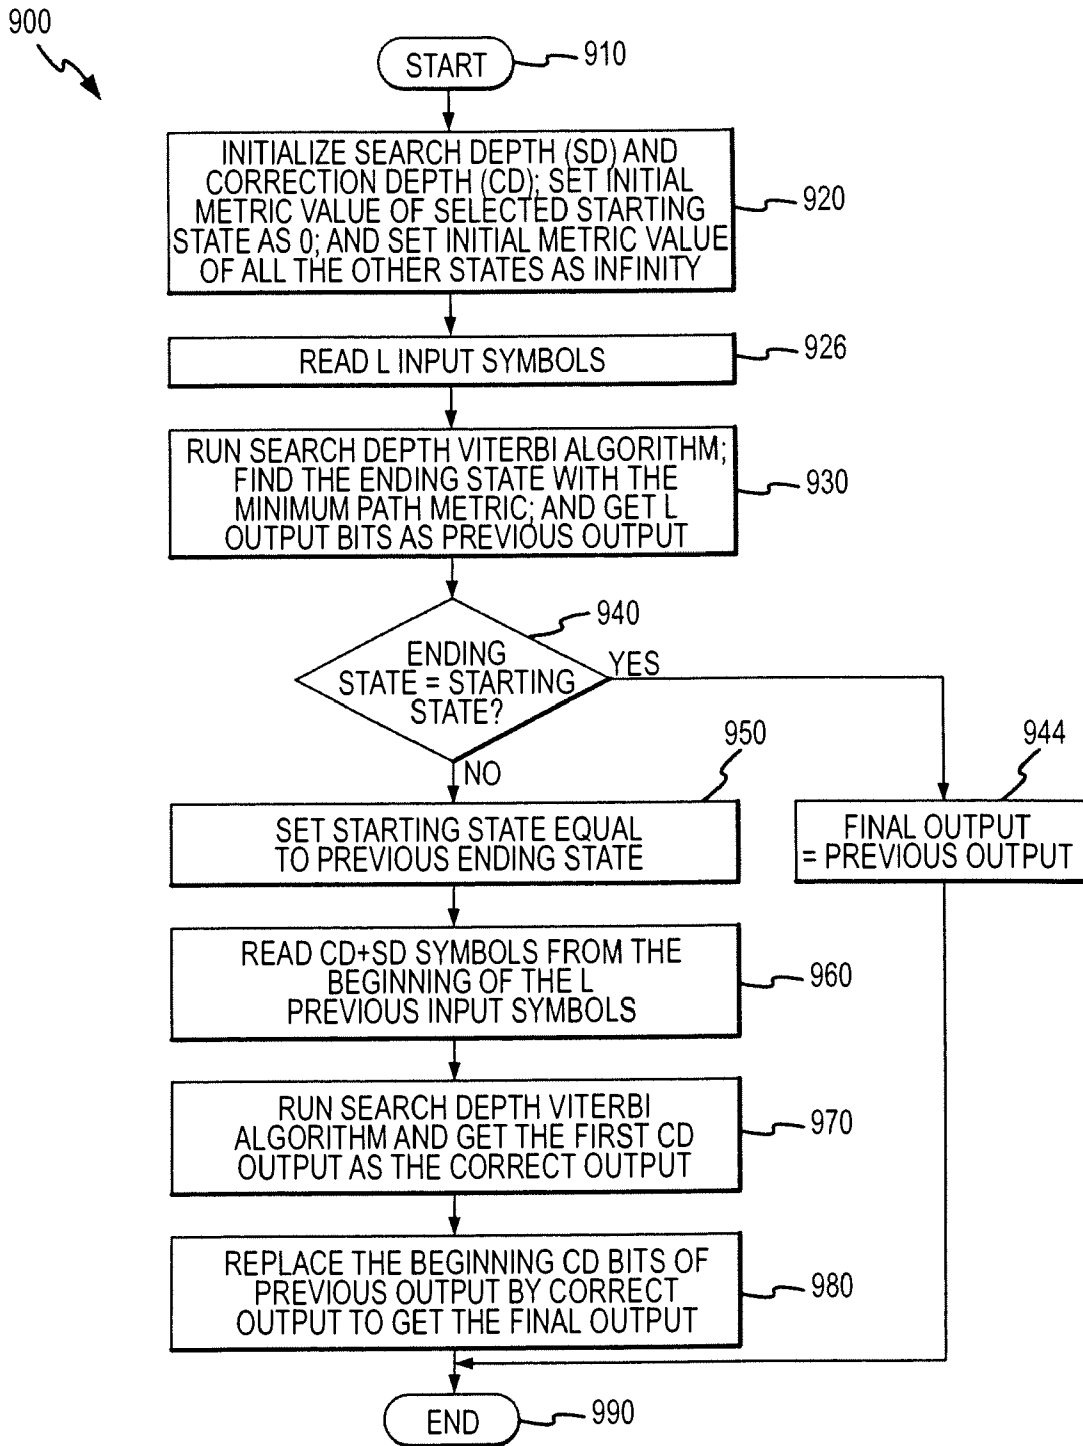 900
START
910
INITIALIZE SEARCH DEPTH (SD) AND
CORRECTION DEPTH (CD); SET INITIAL
METRIC VALUE OF SELECTED STARTING
STATE AS 0; AND SET INITIAL METRIC VALUE
OF ALL THE OTHER STATES AS INFINITY
920
READ L INPUT SYMBOLS
926
RUN SEARCH DEPTH VITERBI ALGORITHM;
FIND THE ENDING STATE WITH THE
MINIMUM PATH METRIC; AND GET L
OUTPUT BITS AS PREVIOUS OUTPUT
930
940
ENDING
STATE = STARTING
STATE?
YES
NO
950
944
SET STARTING STATE EQUAL
TO PREVIOUS ENDING STATE
FINAL OUTPUT
= PREVIOUS OUTPUT
READ CD+SD SYMBOLS FROM THE
BEGINNING OF THE L
PREVIOUS INPUT SYMBOLS
960
RUN SEARCH DEPTH VITERBI
ALGORITHM AND GET THE FIRST CD
OUTPUT AS THE CORRECT OUTPUT
970
REPLACE THE BEGINNING CD BITS OF
PREVIOUS OUTPUT BY CORRECT
OUTPUT TO GET THE FINAL OUTPUT
980
END
990